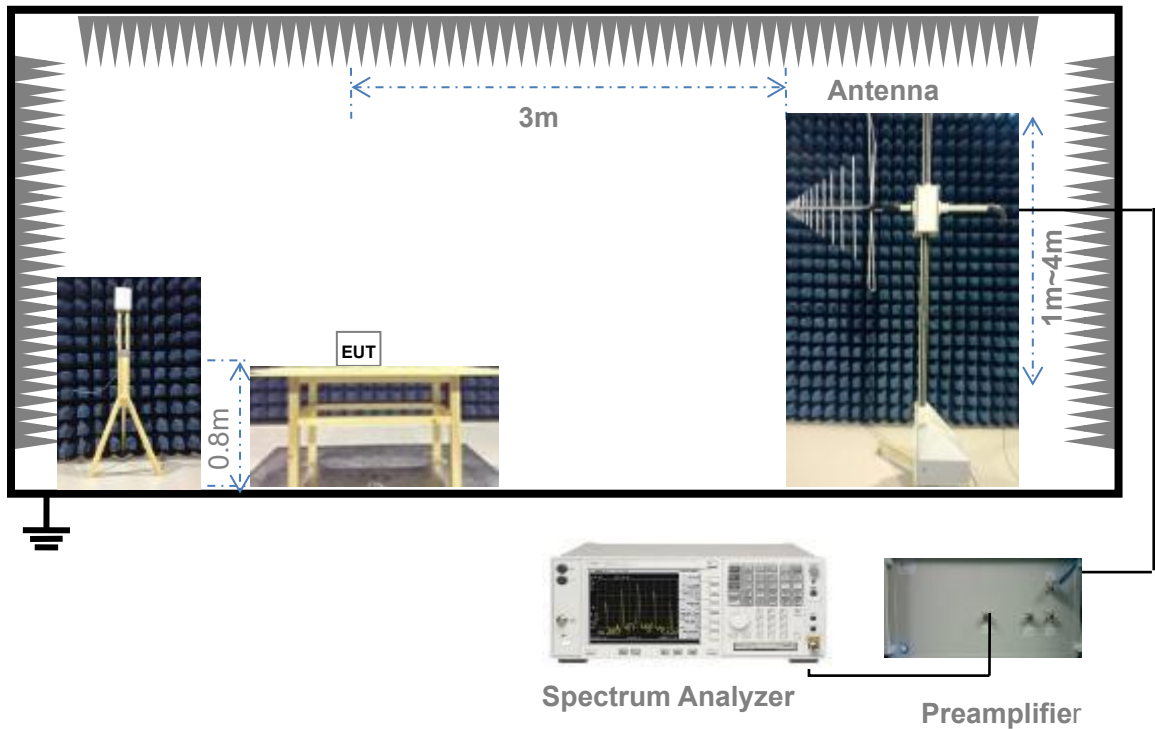 Antenna
3m
1m~4m
EUT
0.8m
Spectrum Analyzer
Preamplifier